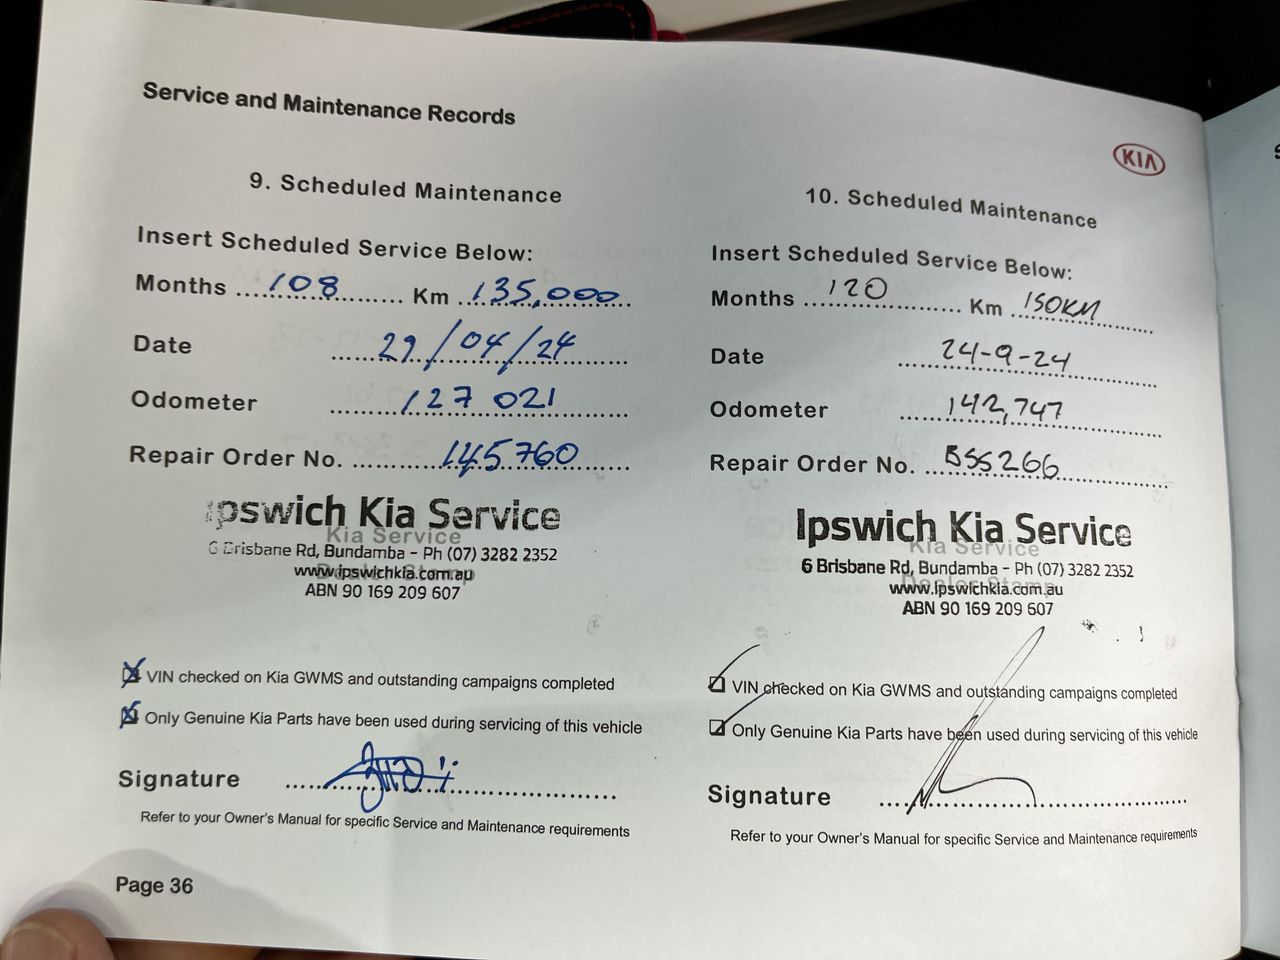 Service and Maintenance Records
KIA
9. Scheduled Maintenance
Insert Scheduled Service Below:
Months 108 Km 135,000
Date 29/04/24
Odometer 127 021
Repair Order No. 145760
Ipswich Kia Service
Kia Service
6 Brisbane Rd, Bundamba - Ph (07) 3282 2352
Dealer Stamp
www.ipswichkia.com.au
ABN 90 169 209 607
VIN checked on Kia GWMS and outstanding campaigns completed
Only Genuine Kia Parts have been used during servicing of this vehicle
Signature
Refer to your Owner's Manual for specific Service and Maintenance requirements
Page 36
10. Scheduled Maintenance
Insert Scheduled Service Below:
Months 120 Km 150KM
Date 24-9-24
Odometer 142,747
Repair Order No.
Ipswich Kia Service
Kia Service
6 Brisbane Rd, Bundamba - Ph (07) 3282 2352
Dealer Stamp
www.ipswichkia.com.au
ABN 90 169 209 607
VIN checked on Kia GWMS and outstanding campaigns completed
Only Genuine Kia Parts have been used during servicing of this vehicle
Signature
Refer to your Owner's Manual for specific Service and Maintenance requirements